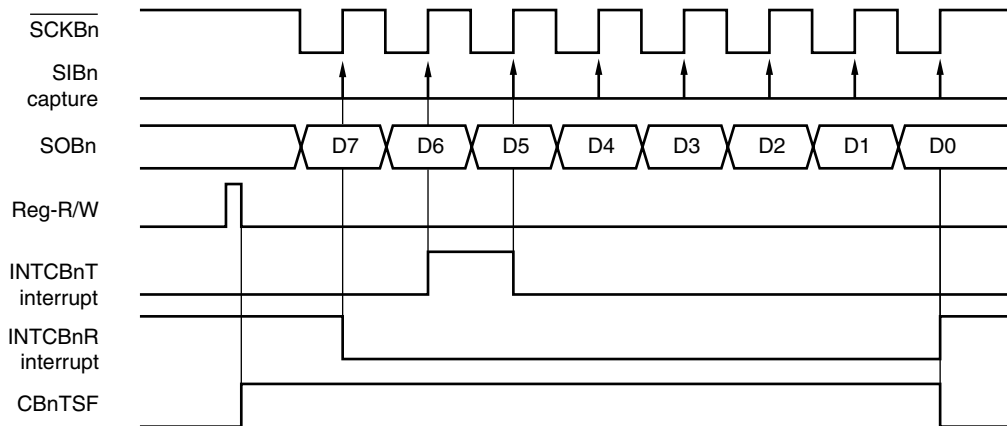 SCKBn
SIBn
capture
SOBn
D7 D6 D5 D4 D3 D2 D1 D0
Reg-R/W
INTCBnT
interrupt
INTCBnR
interrupt
CBnTSF